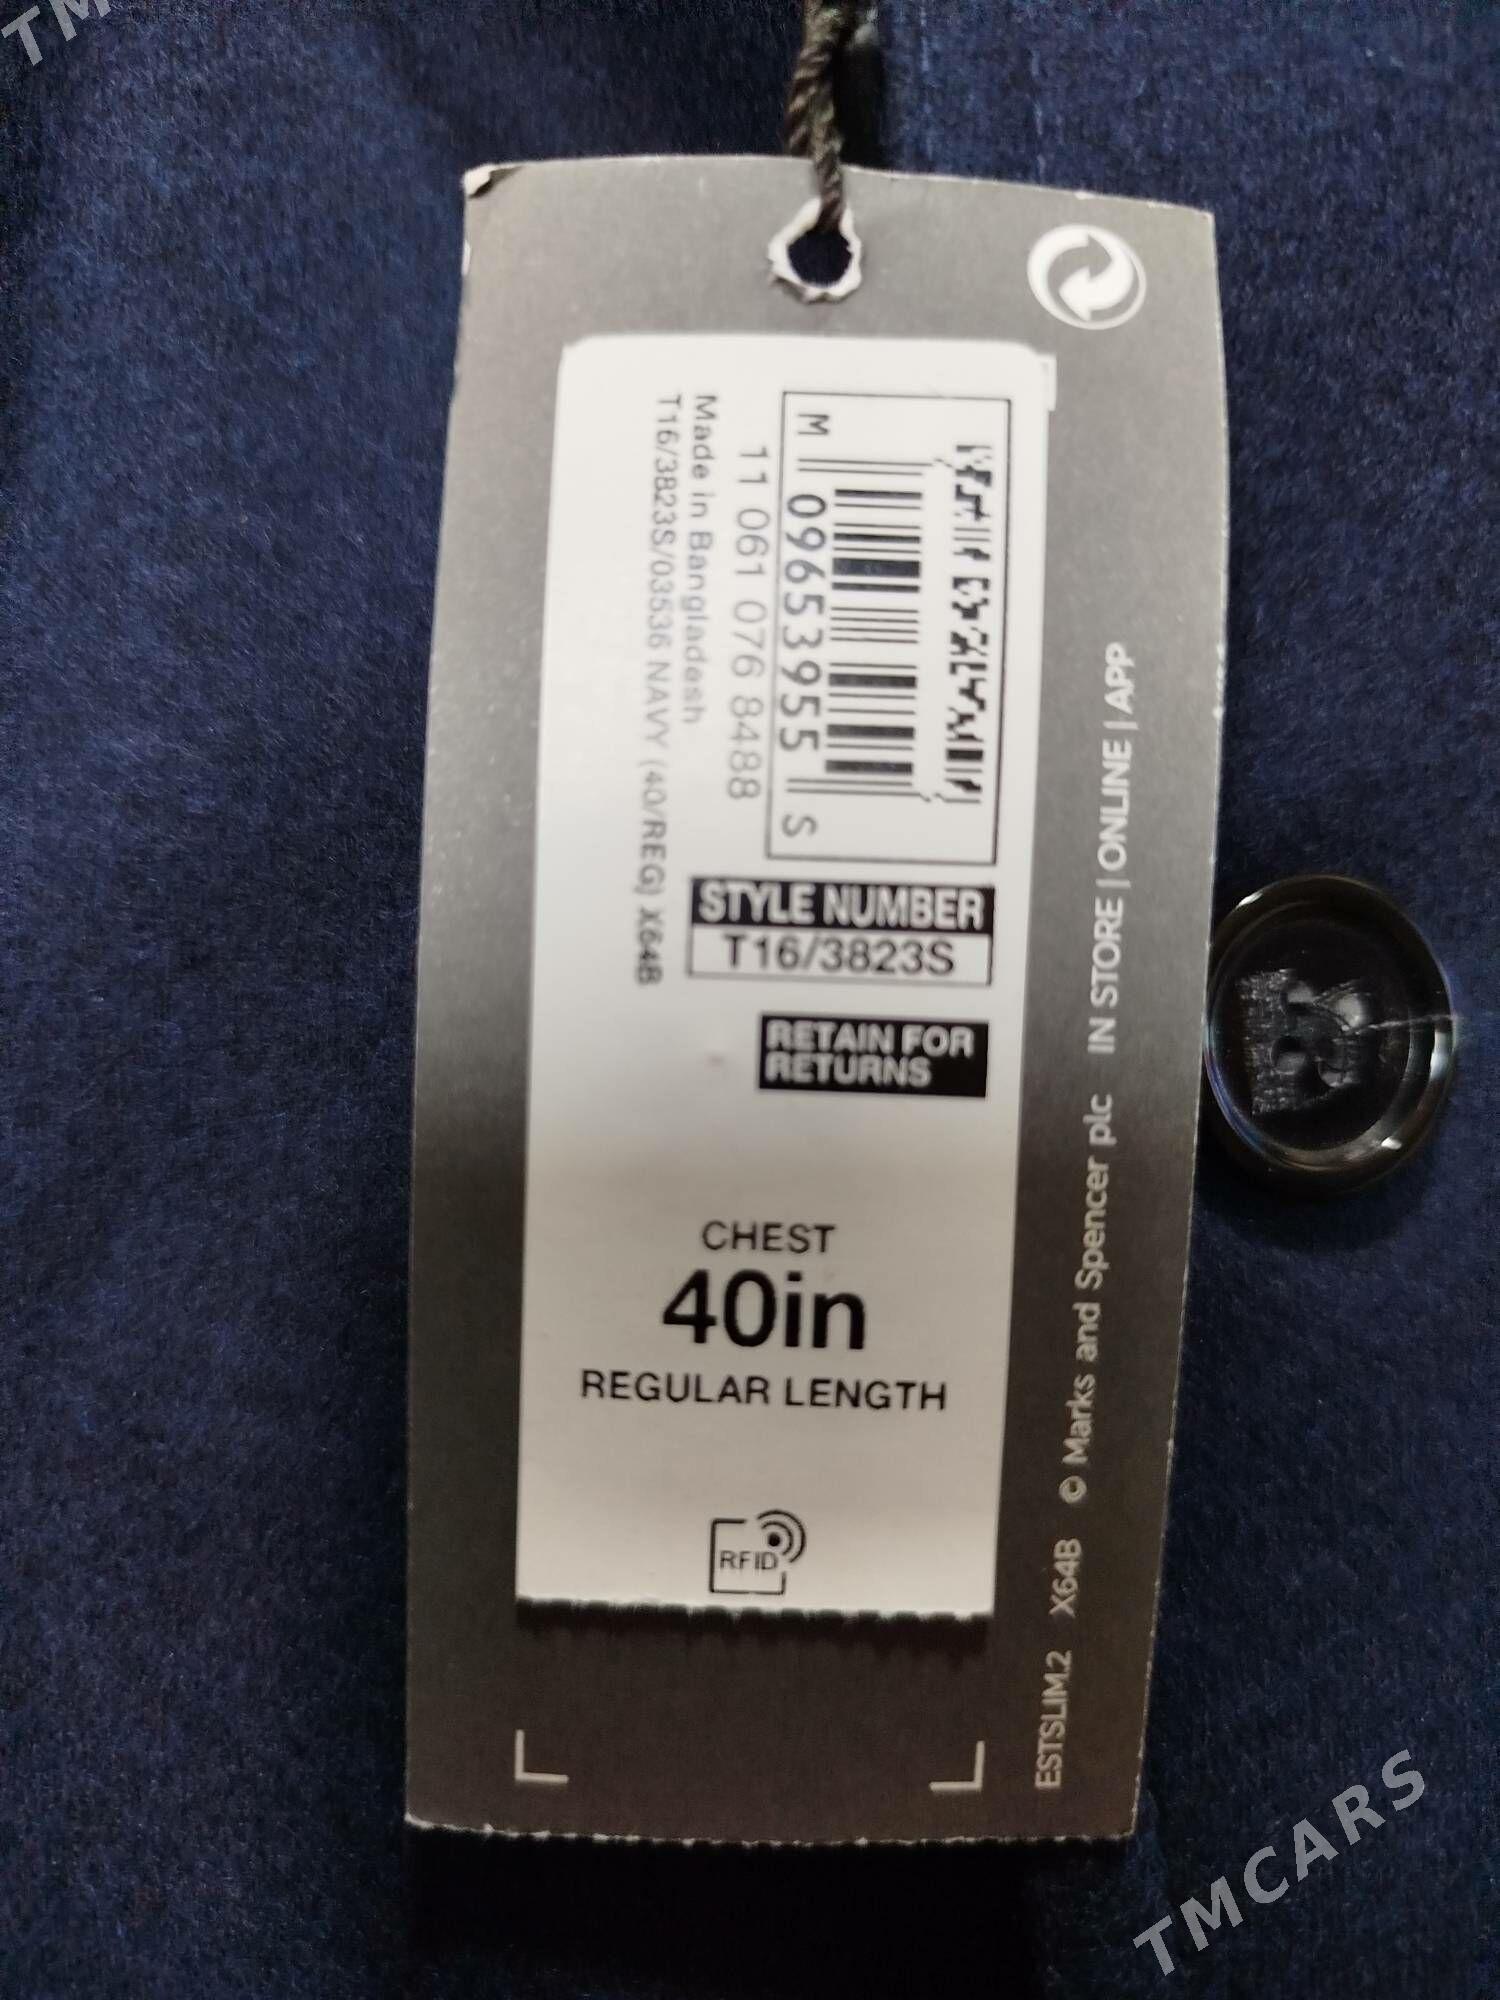 M 09653955 S
11 061 076 8488
Made in Bangladesh
T16/3823S/03536 NAVY (40/REG) X64B
STYLE NUMBER
T16/3823S
RETAIN FOR
RETURNS
CHEST
40in
REGULAR LENGTH
RFID
ESTSLIM.2 X64B © Marks and Spencer plc IN STORE | ONLINE | APP
TMCARS